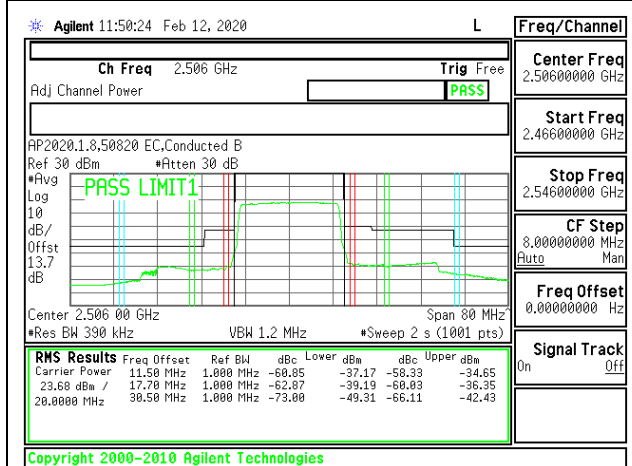 Agilent 11:50:24 Feb 12, 2020 L
Ch Freq 2.506 GHz Trig Free
Adj Channel Power PASS
AP2020.1.8,50820 EC,Conducted B
Ref 30 dBm #Atten 30 dB
#Avg
Log
10
dB/
Offst
13.7
dB
PASS LIMIT1
Center 2.506 00 GHz Span 80 MHz^
#Res BW 390 kHz VBW 1.2 MHz #Sweep 2 s (1001 pts)
RMS Results Freq Offset Ref BW dBc Lower dBm dBc Upper dBm
Carrier Power 11.50 MHz 1.000 MHz -60.85 -37.17 -58.33 -34.65
23.68 dBm / 17.70 MHz 1.000 MHz -62.87 -39.19 -60.03 -36.35
20.0000 MHz 30.50 MHz 1.000 MHz -73.00 -49.31 -66.11 -42.43
Copyright 2000-2010 Agilent Technologies
Freq/Channel
Center Freq
2.50600000 GHz
Start Freq
2.46600000 GHz
Stop Freq
2.54600000 GHz
CF Step
8.00000000 MHz
Auto Man
Freq Offset
0.00000000 Hz
Signal Track
On Off